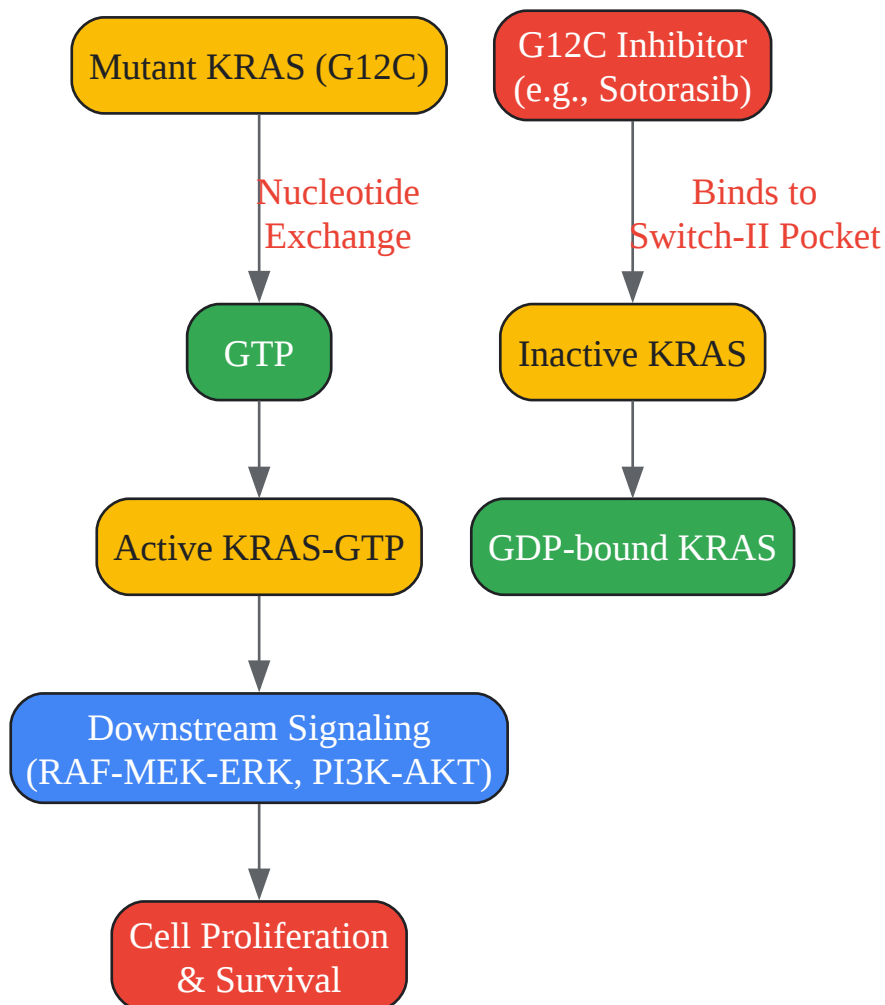 Mutant KRAS (G12C)
Nucleotide
Exchange
GTP
Active KRAS-GTP
Downstream Signaling
(RAF-MEK-ERK, PI3K-AKT)
Cell Proliferation
& Survival
G12C Inhibitor
(e.g., Sotorasib)
Binds to
Switch-II Pocket
Inactive KRAS
GDP-bound KRAS